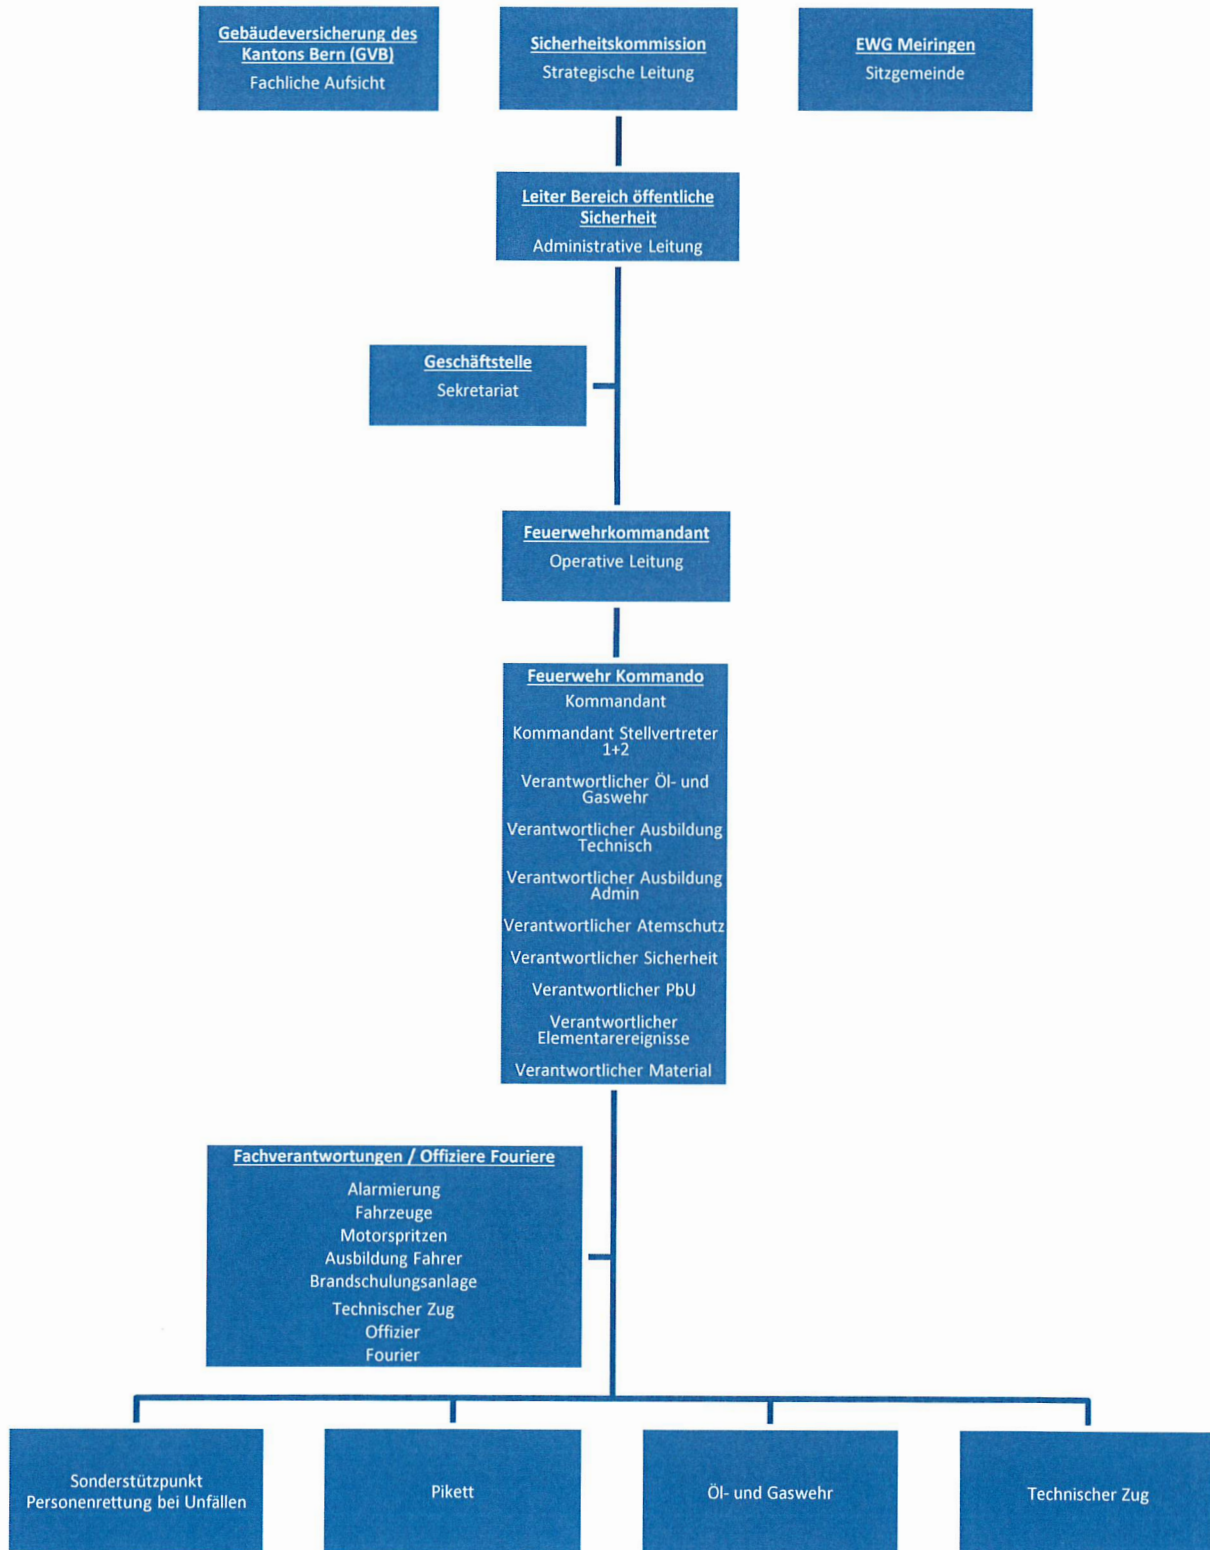 Gebäudeversicherung des
Kantons Bern (GVB)
Fachliche Aufsicht
Sicherheitskommission
Strategische Leitung
EWG Meiringen
Sitzgemeinde
Leiter Bereich öffentliche
Sicherheit
Administrative Leitung
Geschäftstelle
Sekretariat
Feuerwehrkommandant
Operative Leitung
Feuerwehr Kommando
Kommandant
Kommandant Stellvertreter
1+2
Verantwortlicher Öl- und
Gaswehr
Verantwortlicher Ausbildung
Technisch
Verantwortlicher Ausbildung
Admin
Verantwortlicher Atemschutz
Verantwortlicher Sicherheit
Verantwortlicher PbU
Verantwortlicher
Elementarereignisse
Verantwortlicher Material
Fachverantwortungen / Offiziere Fouriere
Alarmierung
Fahrzeuge
Motorspritzen
Ausbildung Fahrer
Brandschulungsanlage
Technischer Zug
Offizier
Fourier
Sonderstützpunkt
Personenrettung bei Unfällen
Pikett
Öl- und Gaswehr
Technischer Zug